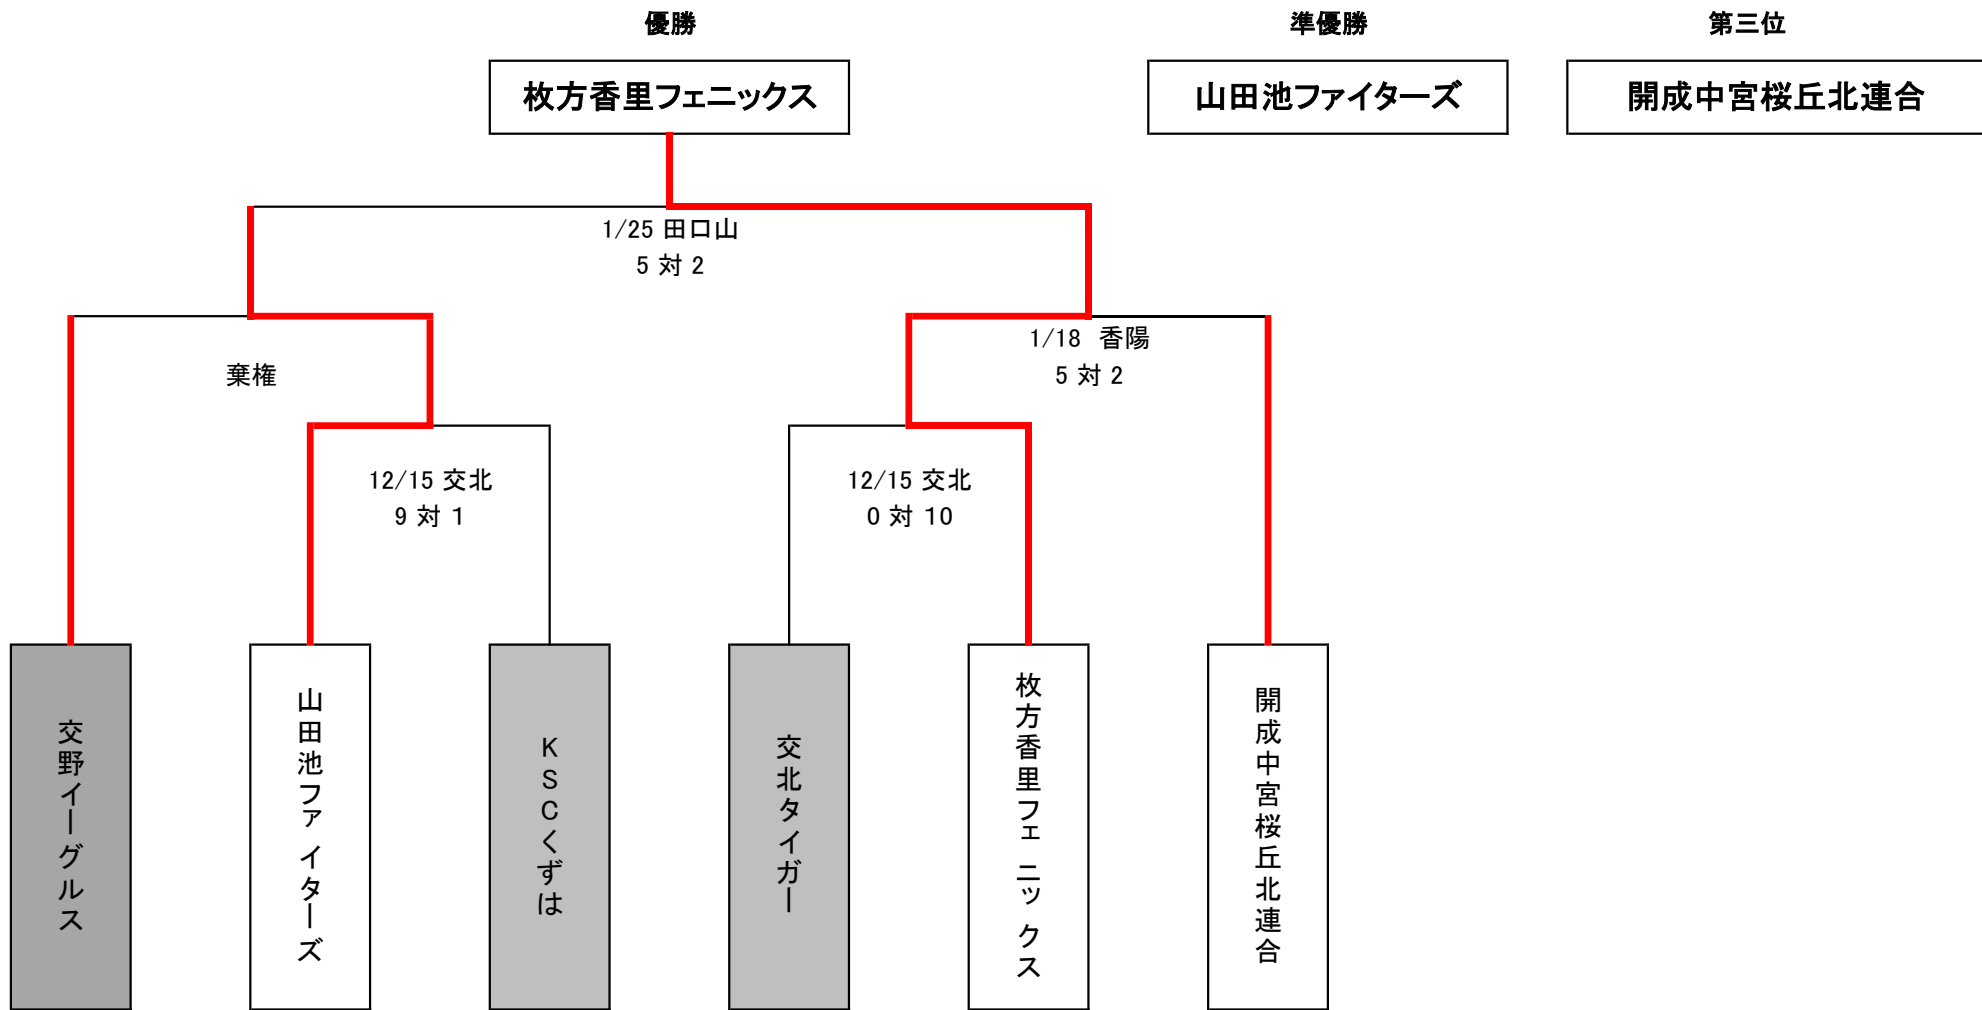 優勝
準優勝
第三位
枚方香里フェニックス
山田池ファイターズ
開成中宮桜丘北連合
1/25 田口山
5 対 2
1/18 香陽
5 対 2
棄権
12/15 交北
9 対 1
12/15 交北
0 対 10
交野イーグルス
山田池ファイターズ
KSCくずは
交北タイガー
枚方香里フェニックス
開成中宮桜丘北連合